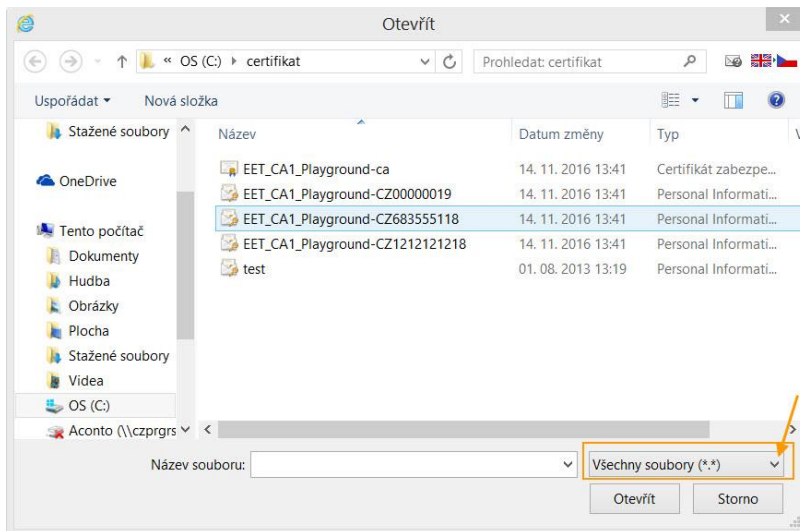 Otevřít
« OS (C:) certifikat
Prohledat: certifikat
Uspořádat
Nová složka
Stažené soubory
OneDrive
Tento počítač
Dokumenty
Hudba
Obrázky
Plocha
Stažené soubory
Videa
OS (C:)
Aconto (\\czprgrs
Název Datum změny Typ
EET_CA1_Playground-ca 14. 11. 2016 13:41 Certifikát zabezpe...
EET_CA1_Playground-CZ00000019 14. 11. 2016 13:41 Personal Informati...
EET_CA1_Playground-CZ683555118 14. 11. 2016 13:41 Personal Informati...
EET_CA1_Playground-CZ1212121218 14. 11. 2016 13:41 Personal Informati...
test 01. 08. 2013 13:19 Personal Informati...
Název souboru:
Všechny soubory (*.*)
Otevřít
Storno